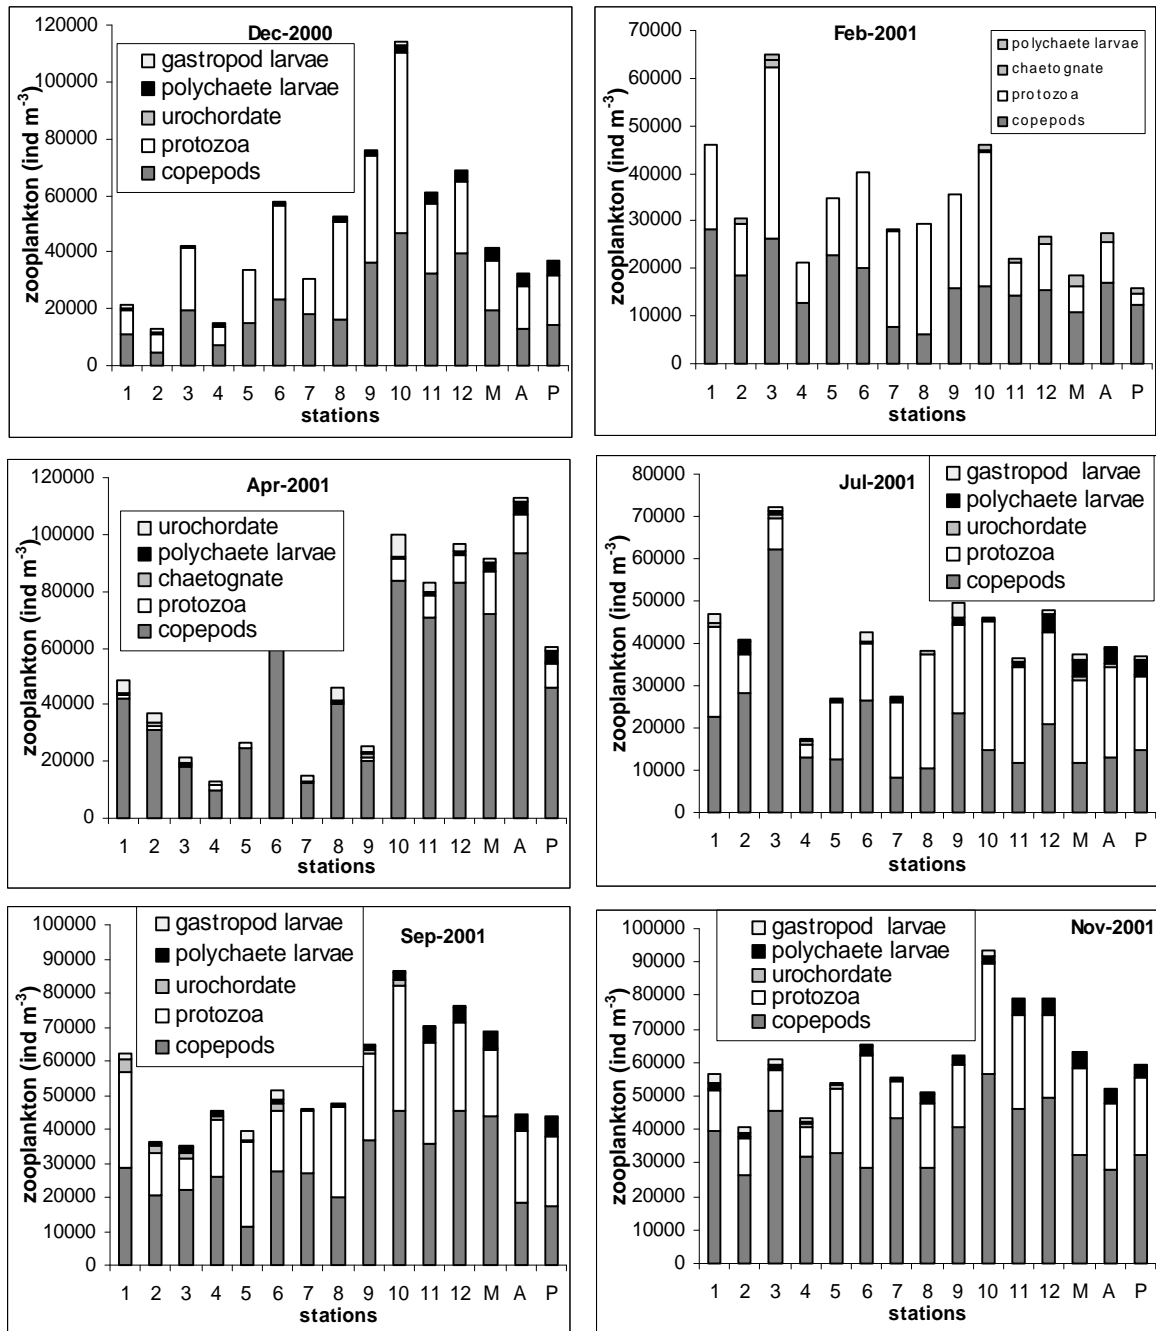 Dec-2000
zooplankton (ind m-3)
120000
100000
80000
60000
40000
20000
0
gastropod larvae
polychaete larvae
urochordate
protozoa
copepods
1 2 3 4 5 6 7 8 9 10 11 12 M A P
stations
Feb-2001
zooplankton (ind m-3)
70000
60000
50000
40000
30000
20000
10000
0
polychaete larvae
chaetognate
protozoa
copepods
1 2 3 4 5 6 7 8 9 10 11 12 M A P
stations
Apr-2001
zooplankton (ind m-3)
120000
100000
80000
60000
40000
20000
0
urochordate
polychaete larvae
chaetognate
protozoa
copepods
1 2 3 4 5 6 7 8 9 10 11 12 M A P
stations
Jul-2001
zooplankton (ind m-3)
80000
70000
60000
50000
40000
30000
20000
10000
0
gastropod larvae
polychaete larvae
urochordate
protozoa
copepods
1 2 3 4 5 6 7 8 9 10 11 12 M A P
stations
Sep-2001
zooplankton (ind m-3)
100000
90000
80000
70000
60000
50000
40000
30000
20000
10000
0
gastropod larvae
polychaete larvae
urochordate
protozoa
copepods
1 2 3 4 5 6 7 8 9 10 11 12 M A P
stations
Nov-2001
zooplankton (ind m-3)
100000
90000
80000
70000
60000
50000
40000
30000
20000
10000
0
gastropod larvae
polychaete larvae
urochordate
protozoa
copepods
1 2 3 4 5 6 7 8 9 10 11 12 M A P
stations